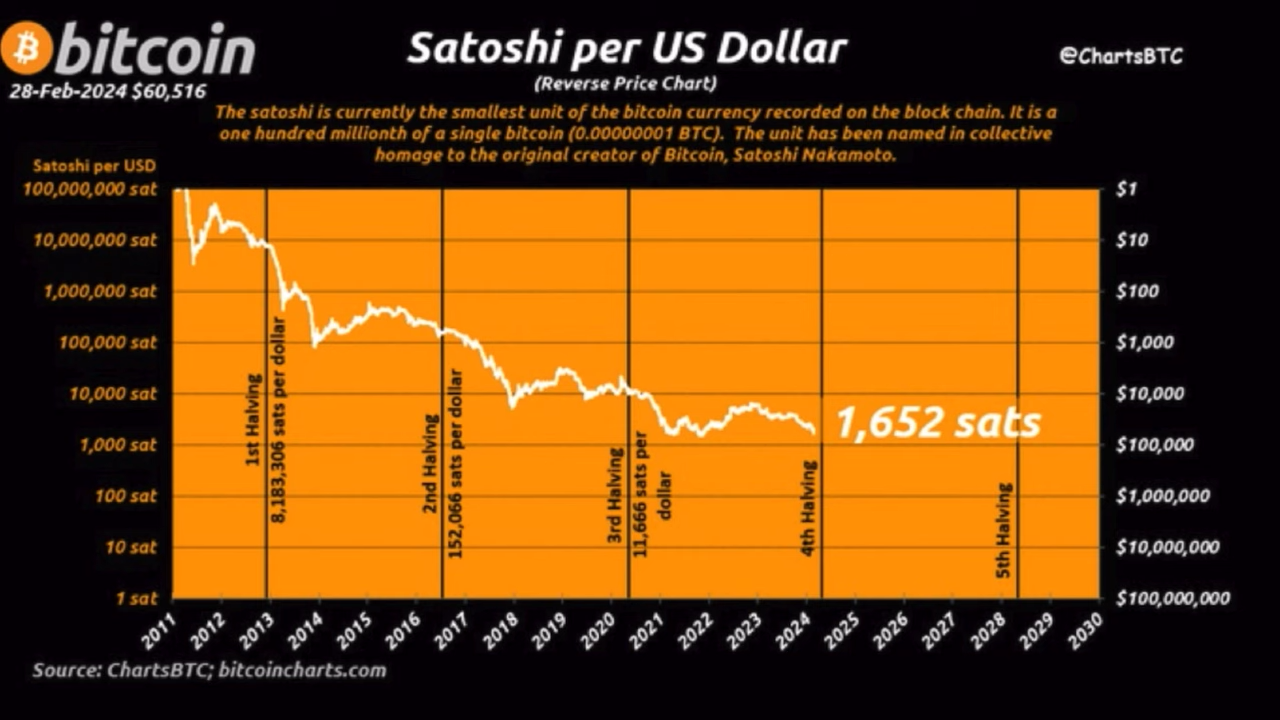 bitcoin
28-Feb-2024 $60,516
Satoshi per US Dollar
(Reverse Price Chart)
@ChartsBTC
The satoshi is currently the smallest unit of the bitcoin currency recorded on the block chain. It is a
one hundred millionth of a single bitcoin (0.00000001 BTC). The unit has been named in collective
homage to the original creator of Bitcoin, Satoshi Nakamoto.
Satoshi per USD
100,000,000 sat
10,000,000 sat
1,000,000 sat
100,000 sat
10,000 sat
1,000 sat
100 sat
10 sat
1 sat
1st Halving
8,183,306 sats per dollar
2nd Halving
152,066 sats per dollar
3rd Halving
11,666 sats per
dollar
4th Halving
5th Halving
1,652 sats
$1
$10
$100
$1,000
$10,000
$100,000
$1,000,000
$10,000,000
$100,000,000
2011
2012
2013
2014
2015
2016
2017
2018
2019
2020
2021
2022
2023
2024
2025
2026
2027
2028
2029
2030
Source: ChartsBTC; bitcoincharts.com